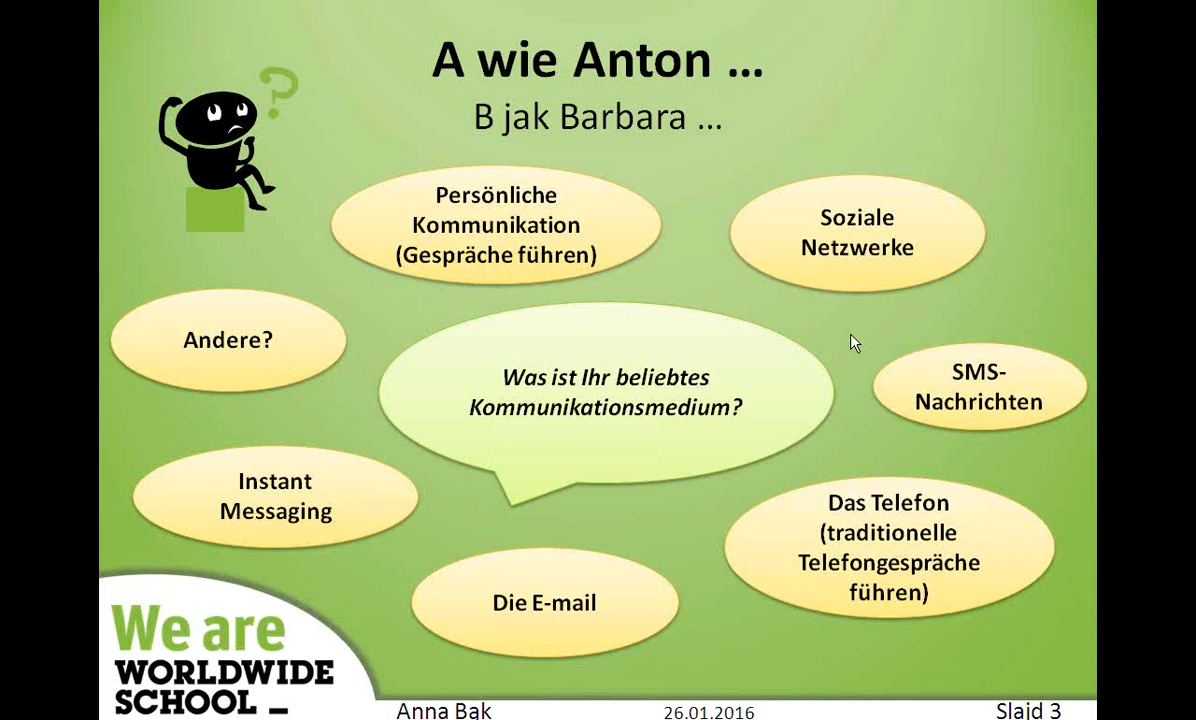 A wie Anton ...
B jak Barbara ...
?
Persönliche
Kommunikation
(Gespräche führen)
Soziale
Netzwerke
Andere?
Was ist Ihr beliebtes
Kommunikationsmedium?
SMS-
Nachrichten
Instant
Messaging
Das Telefon
(traditionelle
Telefongespräche
führen)
Die E-mail
We are
WORLDWIDE
SCHOOL _
Anna Bąk
26.01.2016
Slajd 3